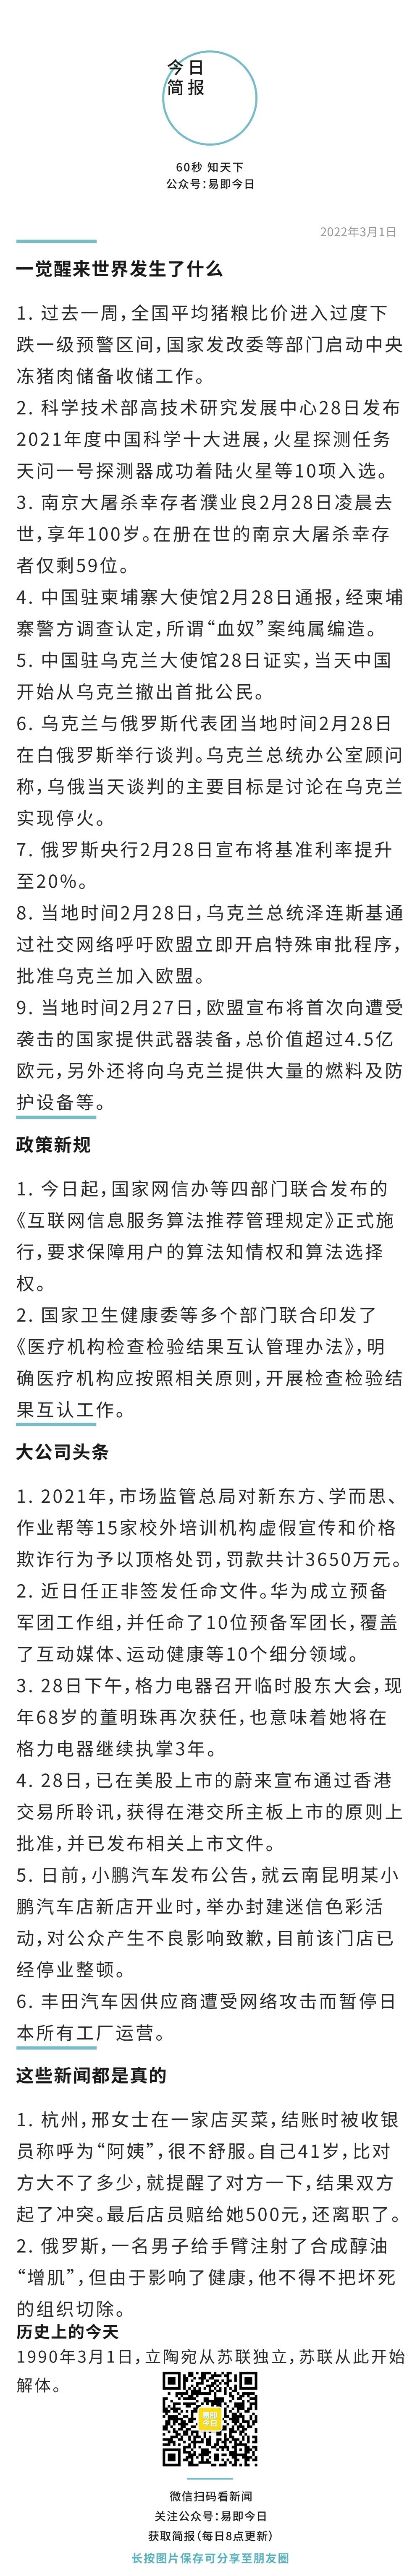 今日
简报
60秒 知天下
公众号：易即今日
2022年3月1日
一觉醒来世界发生了什么
1. 过去一周，全国平均猪粮比价进入过度下
跌一级预警区间，国家发改委等部门启动中央
冻猪肉储备收储工作。
2. 科学技术部高技术研究发展中心28日发布
2021年度中国科学十大进展，火星探测任务
天问一号探测器成功着陆火星等10项入选。
3. 南京大屠杀幸存者濮业良2月28日凌晨去
世，享年100岁。在册在世的南京大屠杀幸存
者仅剩59位。
4. 中国驻柬埔寨大使馆2月28日通报，经柬埔
寨警方调查认定，所谓“血奴”案纯属编造。
5. 中国驻乌克兰大使馆28日证实，当天中国
开始从乌克兰撤出首批公民。
6. 乌克兰与俄罗斯代表团当地时间2月28日
在白俄罗斯举行谈判。乌克兰总统办公室顾问
称，乌俄当天谈判的主要目标是讨论在乌克兰
实现停火。
7. 俄罗斯央行2月28日宣布将基准利率提升
至20%。
8. 当地时间2月28日，乌克兰总统泽连斯基通
过社交网络呼吁欧盟立即开启特殊审批程序，
批准乌克兰加入欧盟。
9. 当地时间2月27日，欧盟宣布将首次向遭受
袭击的国家提供武器装备，总价值超过4.5亿
欧元，另外还将向乌克兰提供大量的燃料及防
护设备等。
政策新规
1. 今日起，国家网信办等四部门联合发布的
《互联网信息服务算法推荐管理规定》正式施
行，要求保障用户的算法知情权和算法选择
权。
2. 国家卫生健康委等多个部门联合印发了
《医疗机构检查检验结果互认管理办法》，明
确医疗机构应按照相关原则，开展检查检验结
果互认工作。
大公司头条
1. 2021年，市场监管总局对新东方、学而思、
作业帮等15家校外培训机构虚假宣传和价格
欺诈行为予以顶格处罚，罚款共计3650万元。
2. 近日任正非签发任命文件。华为成立预备
军团工作组，并任命了10位预备军团长，覆盖
了互动媒体、运动健康等10个细分领域。
3. 28日下午，格力电器召开临时股东大会，现
年68岁的董明珠再次获任，也意味着她将在
格力电器继续执掌3年。
4. 28日，已在美股上市的蔚来宣布通过香港
交易所聆讯，获得在港交所主板上市的原则上
批准，并已发布相关上市文件。
5. 日前，小鹏汽车发布公告，就云南昆明某小
鹏汽车店新店开业时，举办封建迷信色彩活
动，对公众产生不良影响致歉，目前该门店已
经停业整顿。
6. 丰田汽车因供应商遭受网络攻击而暂停日
本所有工厂运营。
这些新闻都是真的
1. 杭州，邢女士在一家店买菜，结账时被收银
员称呼为“阿姨”，很不舒服。自己41岁，比对
方大不了多少，就提醒了对方一下，结果双方
起了冲突。最后店员赔给她500元，还离职了。
2. 俄罗斯，一名男子给手臂注射了合成醇油
“增肌”，但由于影响了健康，他不得不把坏死
的组织切除。
历史上的今天
1990年3月1日，立陶宛从苏联独立，苏联从此开始
解体。
易即
今日
微信扫码看新闻
关注公众号：易即今日
获取简报（每日8点更新）
长按图片保存可分享至朋友圈